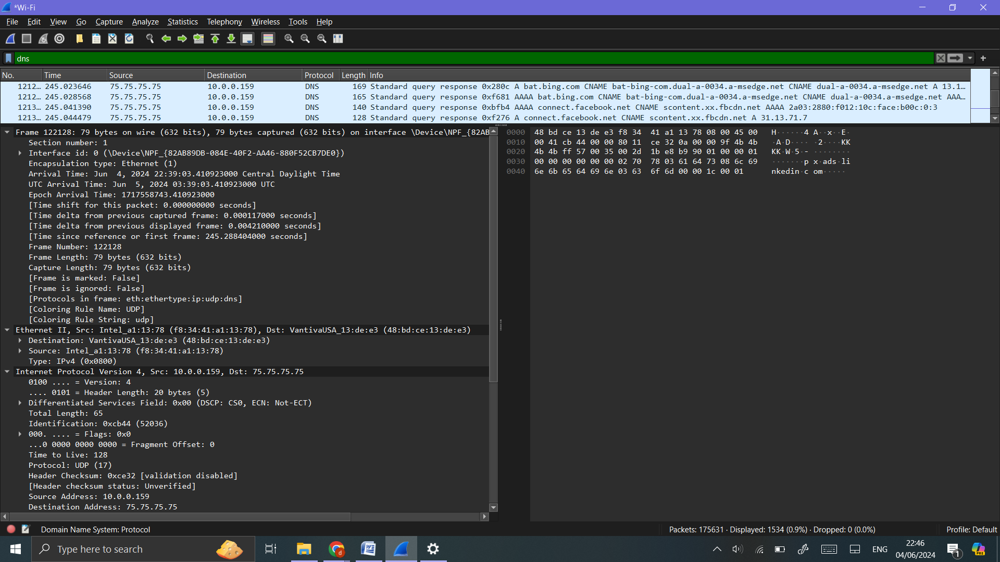 *Wi-Fi
File Edit View Go Capture Analyze Statistics Telephony Wireless Tools Help
dns
No. Time Source Destination Protocol Length Info
1212… 245.023646 75.75.75.75 10.0.0.159 DNS 169 Standard query response 0x280c A bat.bing.com CNAME bat-bing-com.dual-a-0034.a-msedge.net CNAME dual-a-0034.a-msedge.net A 13.1…
1212… 245.028568 75.75.75.75 10.0.0.159 DNS 165 Standard query response 0xf681 AAAA bat.bing.com CNAME bat-bing-com.dual-a-0034.a-msedge.net CNAME dual-a-0034.a-msedge.net AAA…
1213… 245.041390 75.75.75.75 10.0.0.159 DNS 140 Standard query response 0xbfb4 AAAA connect.facebook.net CNAME scontent.xx.fbcdn.net AAAA 2a03:2880:f012:10c:face:b00c:0:3
1213… 245.044479 75.75.75.75 10.0.0.159 DNS 128 Standard query response 0xf276 A connect.facebook.net CNAME scontent.xx.fbcdn.net A 31.13.71.7
Frame 122128: 79 bytes on wire (632 bits), 79 bytes captured (632 bits) on interface \Device\NPF_{82AB
Section number: 1
Interface id: 0 (\Device\NPF_{82AB89DB-084E-40F2-AA46-880F52CB7DE0})
Encapsulation type: Ethernet (1)
Arrival Time: Jun  4, 2024 22:39:03.410923000 Central Daylight Time
UTC Arrival Time: Jun  5, 2024 03:39:03.410923000 UTC
Epoch Arrival Time: 1717558743.410923000
[Time shift for this packet: 0.000000000 seconds]
[Time delta from previous captured frame: 0.000117000 seconds]
[Time delta from previous displayed frame: 0.004210000 seconds]
[Time since reference or first frame: 245.288404000 seconds]
Frame Number: 122128
Frame Length: 79 bytes (632 bits)
Capture Length: 79 bytes (632 bits)
[Frame is marked: False]
[Frame is ignored: False]
[Protocols in frame: eth:ethertype:ip:udp:dns]
[Coloring Rule Name: UDP]
[Coloring Rule String: udp]
Ethernet II, Src: Intel_a1:13:78 (f8:34:41:a1:13:78), Dst: VantivaUSA_13:de:e3 (48:bd:ce:13:de:e3)
Destination: VantivaUSA_13:de:e3 (48:bd:ce:13:de:e3)
Source: Intel_a1:13:78 (f8:34:41:a1:13:78)
Type: IPv4 (0x0800)
Internet Protocol Version 4, Src: 10.0.0.159, Dst: 75.75.75.75
0100 .... = Version: 4
.... 0101 = Header Length: 20 bytes (5)
Differentiated Services Field: 0x00 (DSCP: CS0, ECN: Not-ECT)
Total Length: 65
Identification: 0xcb44 (52036)
000. .... = Flags: 0x0
...0 0000 0000 0000 = Fragment Offset: 0
Time to Live: 128
Protocol: UDP (17)
Header Checksum: 0xce32 [validation disabled]
[Header checksum status: Unverified]
Source Address: 10.0.0.159
Destination Address: 75.75.75.75
0000 48 bd ce 13 de e3 f8 34 41 a1 13 78 08 00 45 00 H······4 A··x··E·
0010 00 41 cb 44 00 00 80 11 ce 32 0a 00 00 9f 4b 4b ·A·D···· ·2····KK
0020 4b 4b ff 57 00 35 00 2d 1b e8 b9 90 01 00 00 01 KK·W·5·- ········
0030 00 00 00 00 00 00 02 70 78 03 61 64 73 08 6c 69 ·······p x·ads·li
0040 6e 6b 65 64 69 6e 03 63 6f 6d 00 00 1c 00 01 nkedin·c om·····
Domain Name System: Protocol
Packets: 175631 · Displayed: 1534 (0.9%) · Dropped: 0 (0.0%)
Profile: Default
Type here to search
ENG
22:46
04/06/2024
1
PRE